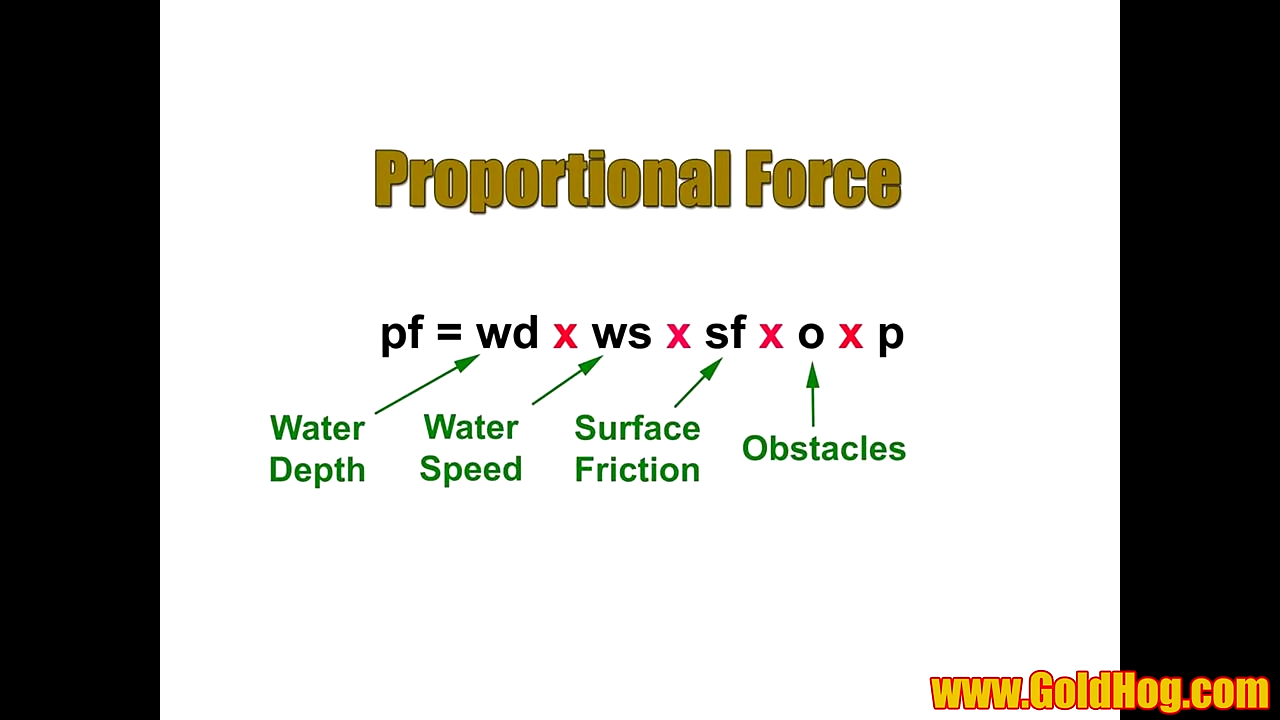 Proportional Force
pf = wd x ws x sf x o x p
Water Depth
Water Speed
Surface Friction
Obstacles
www.GoldHog.com